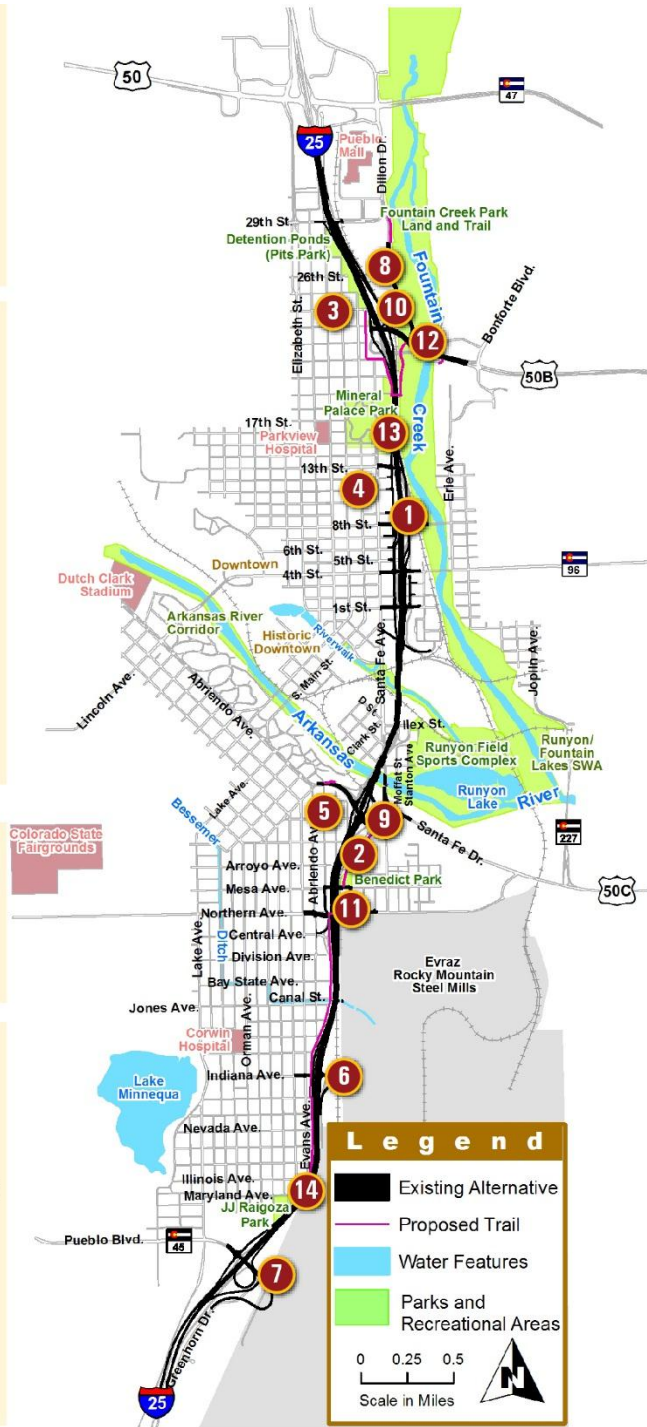 50
47
25
Pueblo
Mall
Dillon Dr.
29th St.
Detention Ponds
(Pits Park)
Fountain Creek Park
Land and Trail
8
26th St.
Fountain
Creek
3
10
Bonforte Blvd.
Elizabeth St.
12
50B
Mineral
Palace Park
17th St.
13
Parkview
Hospital
13th St.
Erie Ave.
4
1
8th St.
6th St.
5th St.
Downtown
4th St.
96
Dutch Clark
Stadium
1st St.
Arkansas River
Corridor
Historic
Downtown
Riverwalk
Santa Fe Ave.
Joplin Ave.
S. Main St.
Lincoln Ave.
Abriendo Ave.
D St.
Clark St.
Ilex St.
Arkansas
River
Runyon Field
Sports Complex
Runyon/
Fountain
Lakes SWA
Moffat St
Stanton Ave
Runyon
Lake
Lake Ave.
Bessemer
Ditch
5
9
Santa Fe Dr.
227
Colorado State
Fairgrounds
Abriendo Av
2
Arroyo Ave.
Benedict Park
50C
Mesa Ave.
Northern Ave.
11
Central Ave.
Lake Ave.
Division Ave.
Evraz
Rocky Mountain
Steel Mills
Bay State Ave.
Canal St.
Jones Ave.
Orman Ave.
Corwin
Hospital
Indiana Ave.
6
Lake
Minnequa
Nevada Ave.
Evans Ave.
Illinois Ave.
Maryland Ave.
14
JJ Raigoza
Park
Pueblo Blvd.
45
7
Greenhorn Dr.
25
Legend
Existing Alternative
Proposed Trail
Water Features
Parks and
Recreational Areas
0 0.25 0.5
Scale in Miles
N